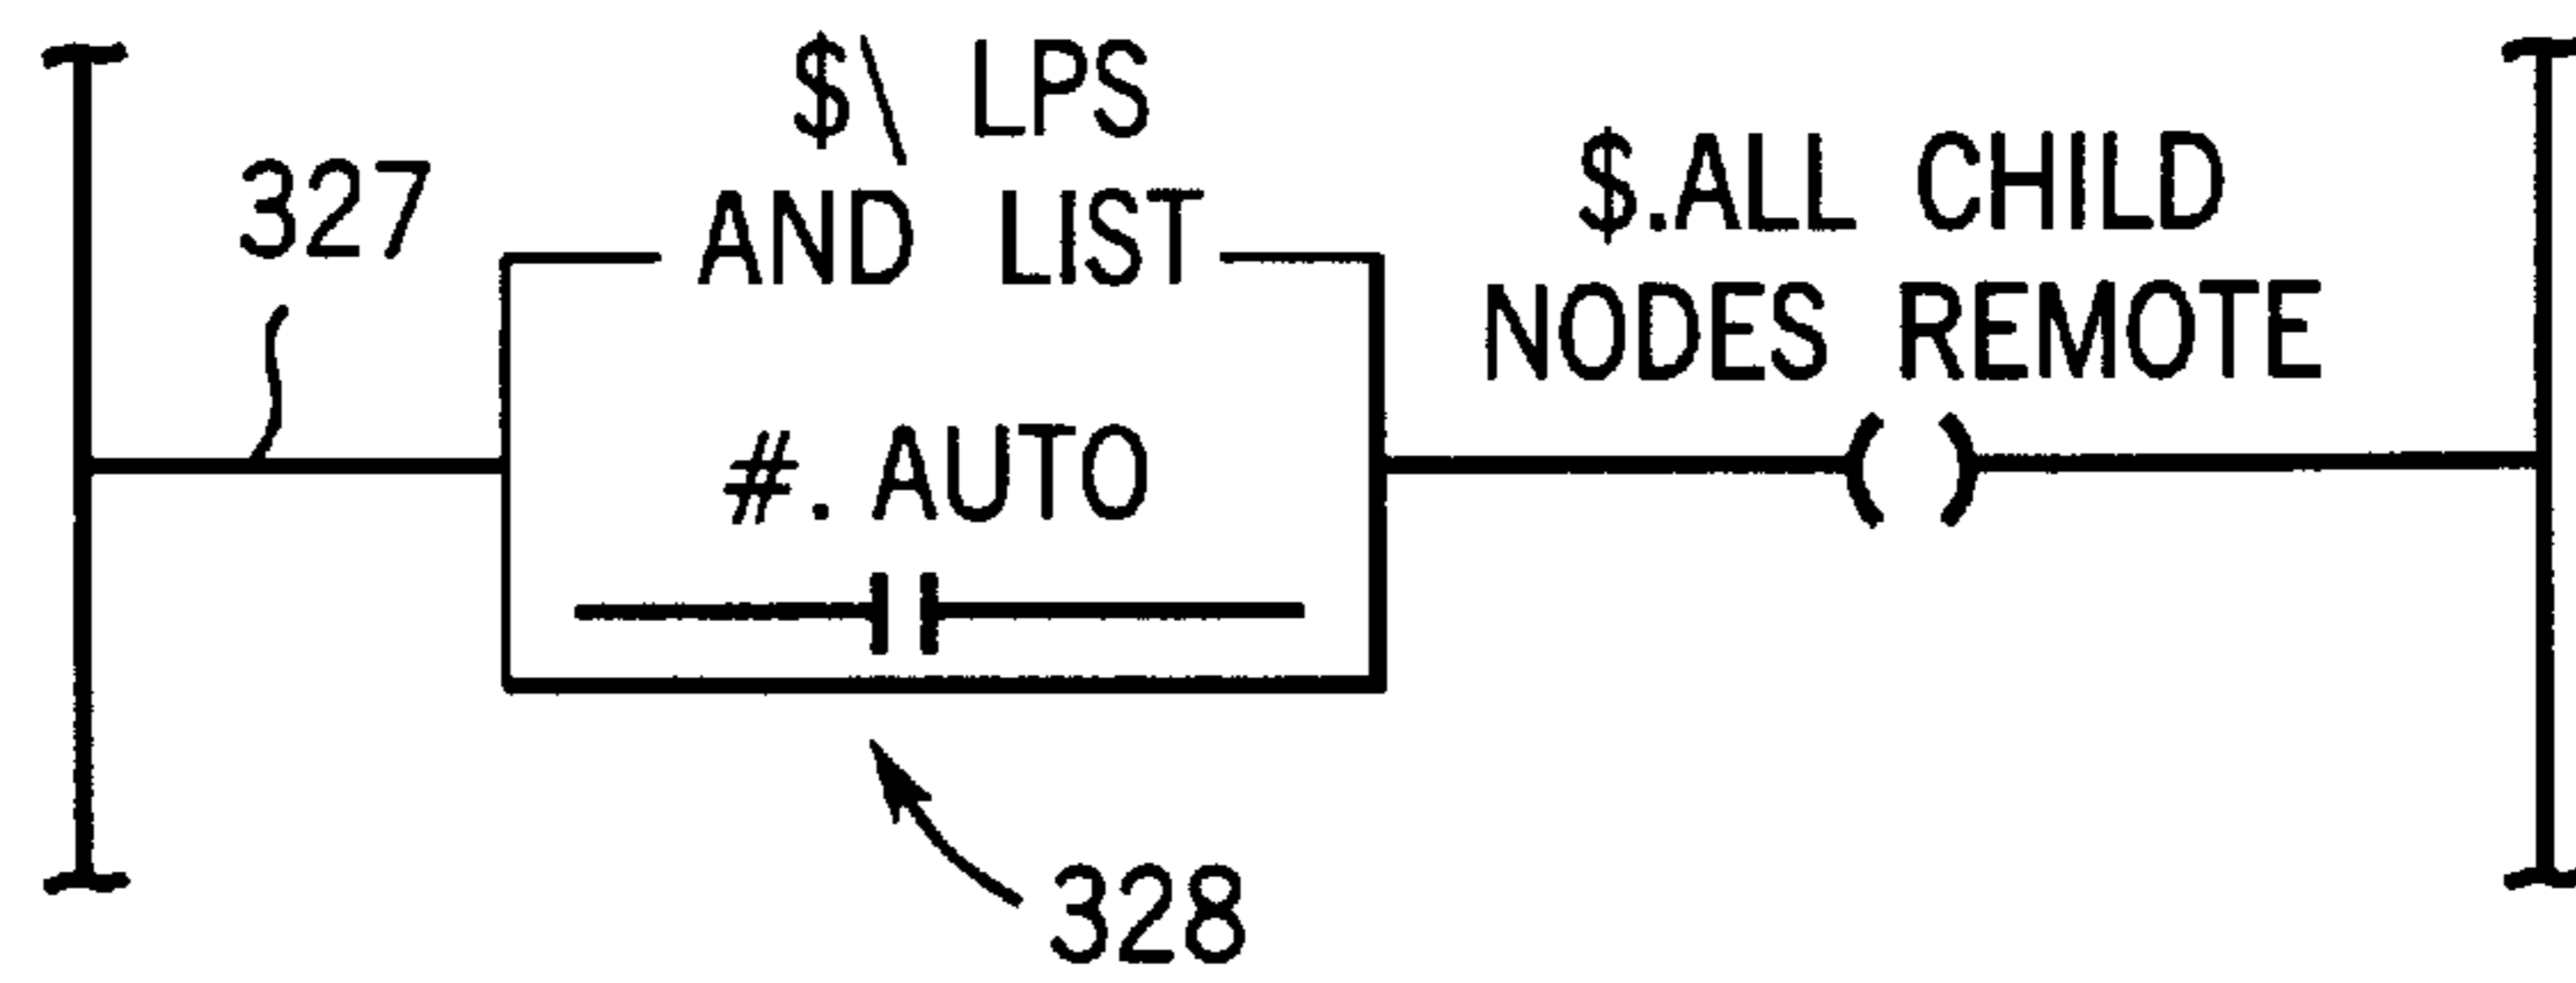 $\ LPS
AND LIST
327
#. AUTO
$.ALL CHILD
NODES REMOTE
328